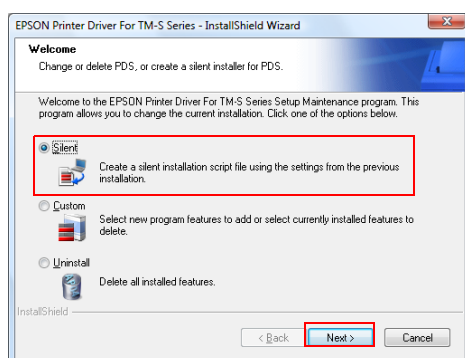 EPSON Printer Driver For TM-S Series - InstallShield Wizard
Welcome
Change or delete PDS, or create a silent installer for PDS.
Welcome to the EPSON Printer Driver For TM-S Series Setup Maintenance program. This
program allows you to change the current installation. Click one of the options below.
Silent
Create a silent installation script file using the settings from the previous
installation.
Custom
Select new program features to add or select currently installed features to
delete.
Uninstall
Delete all installed features.
InstallShield
< Back Next > Cancel